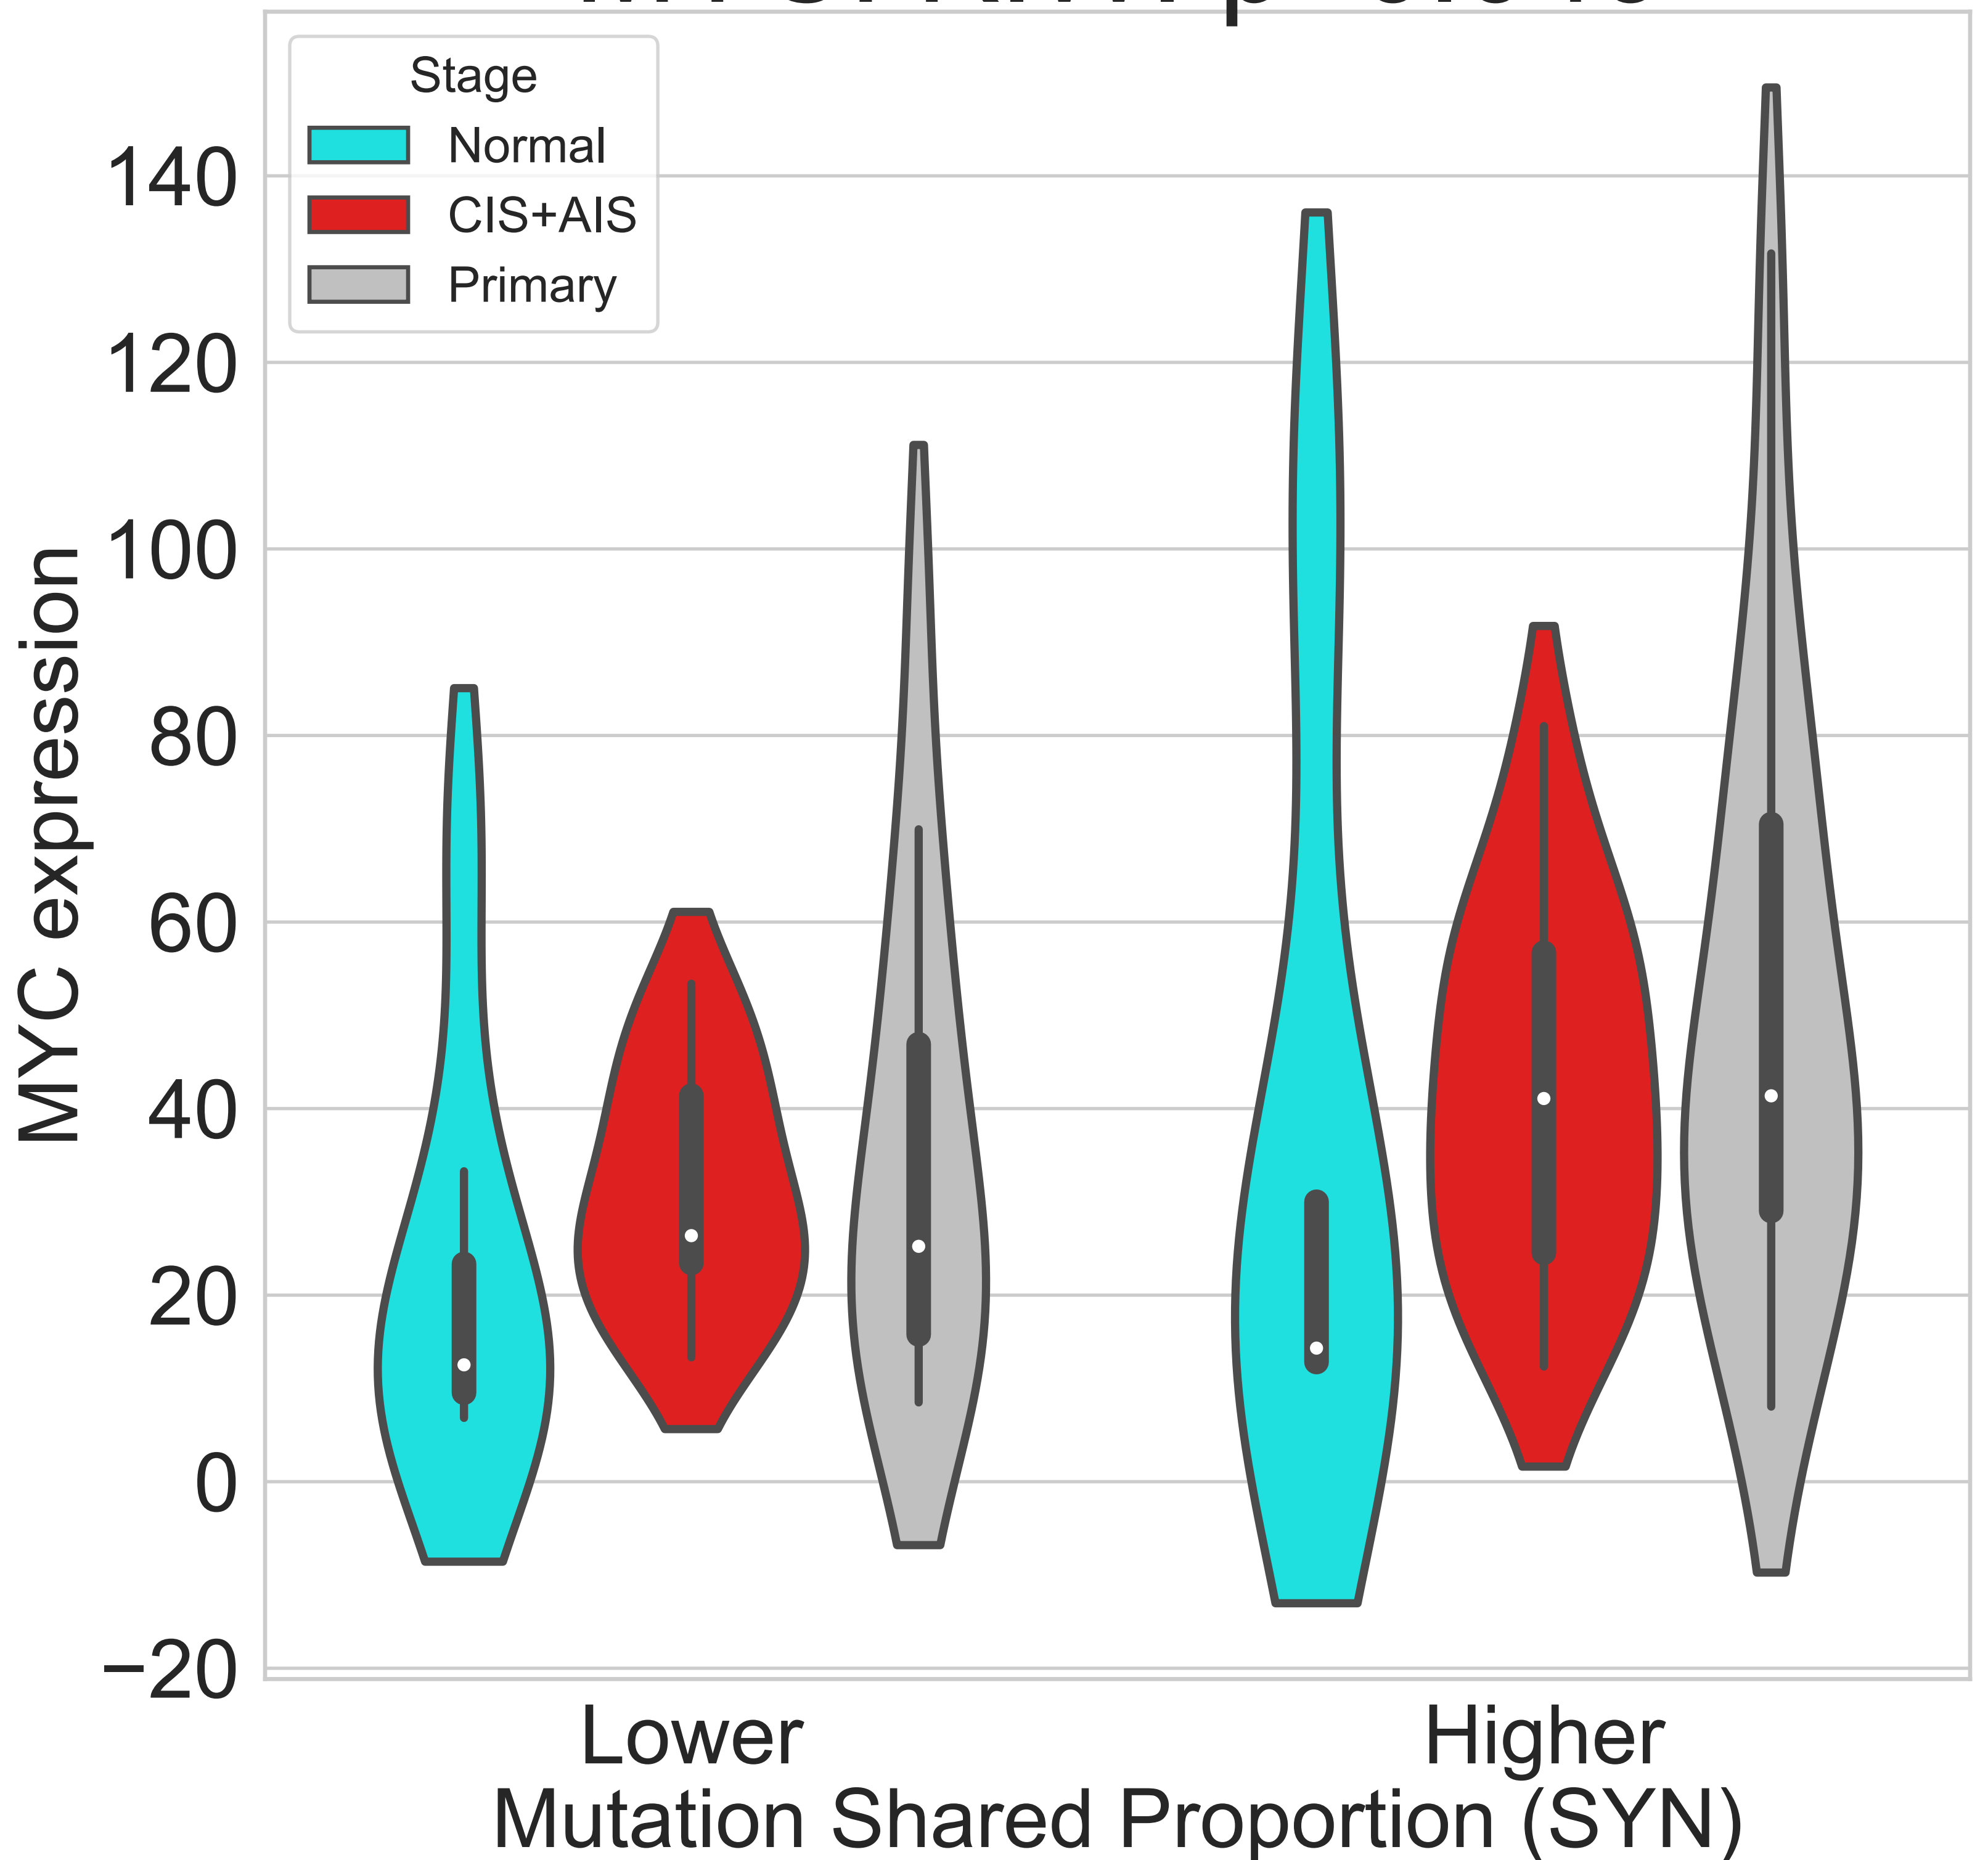 Stage
Normal
CIS+AIS
Primary
140
120
100
80
60
40
20
0
−20
MYC expression
Lower
Higher
Mutation Shared Proportion (SYN)